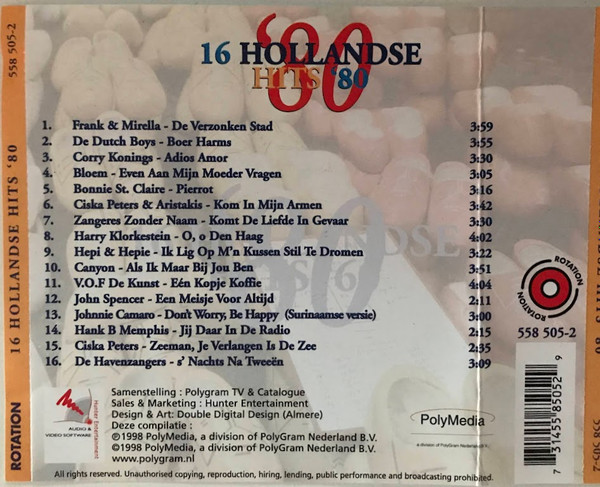 558 505-2
16 HOLLANDSE HITS '80
ROTATION
'80
16 HOLLANDSE
HITS '80
1. Frank & Mirella - De Verzonken Stad 3:59
2. De Dutch Boys - Boer Harms 3:55
3. Corry Konings - Adios Amor 3:30
4. Bloem - Even Aan Mijn Moeder Vragen 3:05
5. Bonnie St. Claire - Pierrot 3:16
6. Ciska Peters & Aristakis - Kom In Mijn Armen 3:42
7. Zangeres Zonder Naam - Komt De Liefde In Gevaar 3:30
8. Harry Klorkestein - O, o Den Haag 4:02
9. Hepi & Hepie - Ik Lig Op M'n Kussen Stil Te Dromen 3:22
10. Canyon - Als Ik Maar Bij Jou Ben 3:51
11. V.O.F De Kunst - Eén Kopje Koffie 4:04
12. John Spencer - Een Meisje Voor Altijd 2:11
13. Johnnie Camaro - Don't Worry, Be Happy (Surinaamse versie) 3:00
14. Hank B Memphis - Jij Daar In De Radio 2:15
15. Ciska Peters - Zeeman, Je Verlangen Is De Zee 2:35
16. De Havenzangers - s' Nachts Na Tweeën 3:09
ROTATION
ROTATION
558 505-2
7 31455 85052 9
AUDIO &
VIDEO SOFTWARE
Hunter Entertainment
Samenstelling : Polygram TV & Catalogue
Sales & Marketing : Hunter Entertainment
Design & Art: Double Digital Design (Almere)
Deze compilatie :
℗1998 PolyMedia, a division of PolyGram Nederland B.V.
©1998 PolyMedia, a division of PolyGram Nederland B.V.
www.polygram.nl
PolyMedia
a division of PolyGram Nederland B.V.
All rights reserved. Unauthorised copying, reproduction, hiring, lending, public performance and broadcasting prohibited.